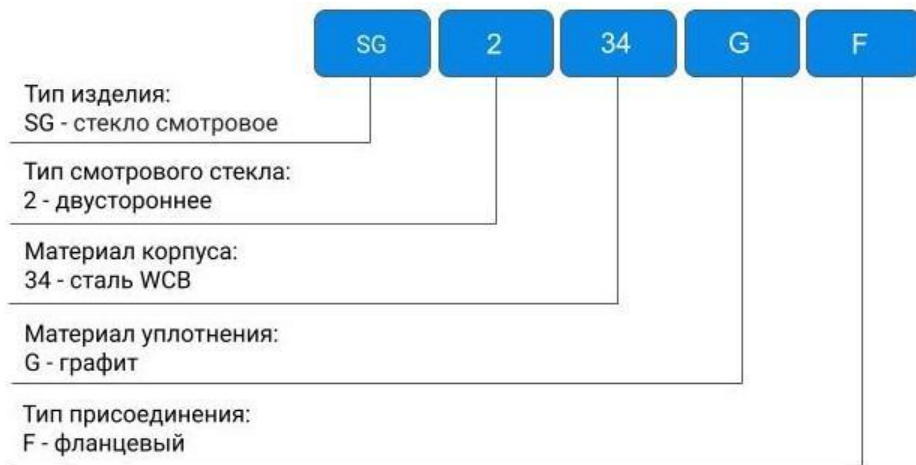 SG 2 34 G F
Тип изделия:
SG - стекло смотровое
Тип смотрового стекла:
2 - двустороннее
Материал корпуса:
34 - сталь WCB
Материал уплотнения:
G - графит
Тип присоединения:
F - фланцевый